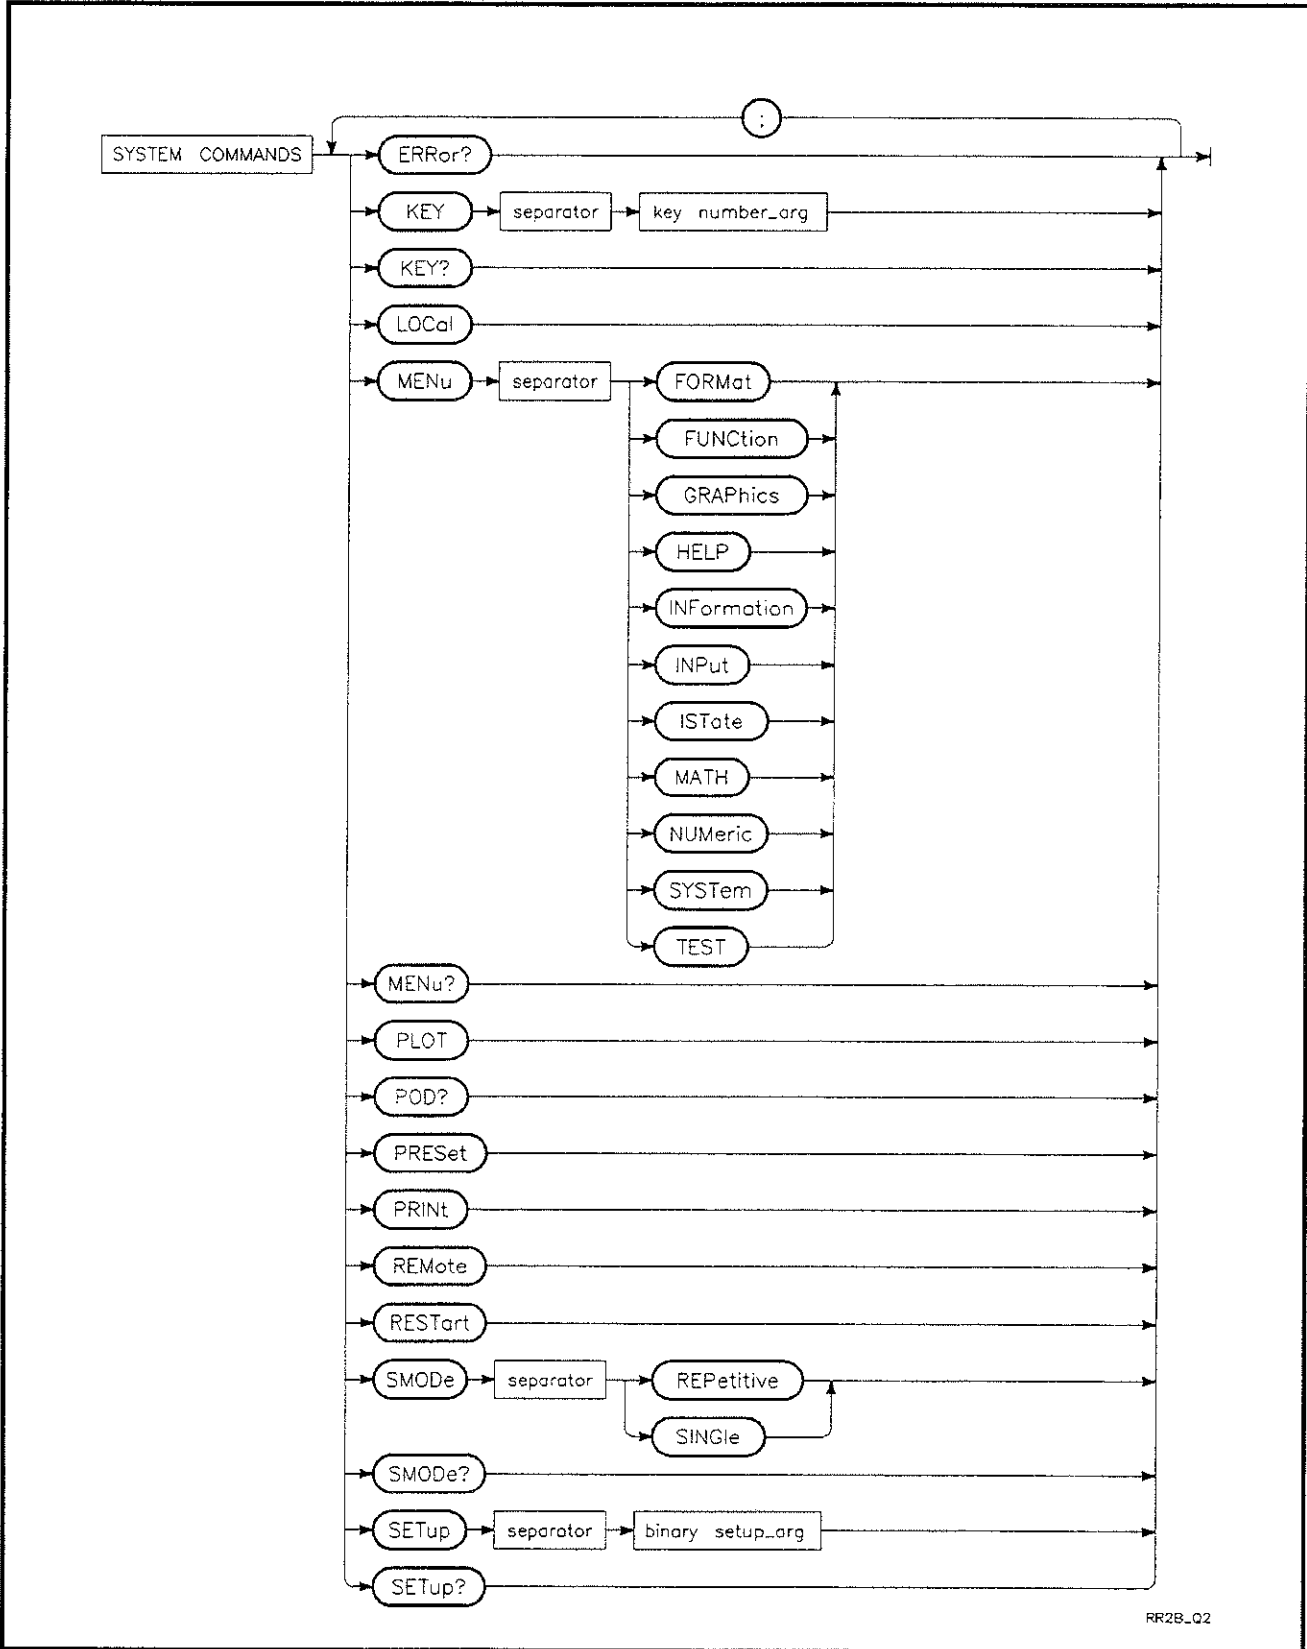 ;
SYSTEM COMMANDS
ERRor?
KEY separator key number_arg
KEY?
LOCal
MENu separator FORMat
FUNCtion
GRAPhics
HELP
INFormation
INPut
ISTate
MATH
NUMeric
SYSTem
TEST
MENu?
PLOT
POD?
PRESet
PRINt
REMote
RESTart
SMODe separator REPetitive
SINGle
SMODe?
SETup separator binary setup_arg
SETup?
RR2B_Q2